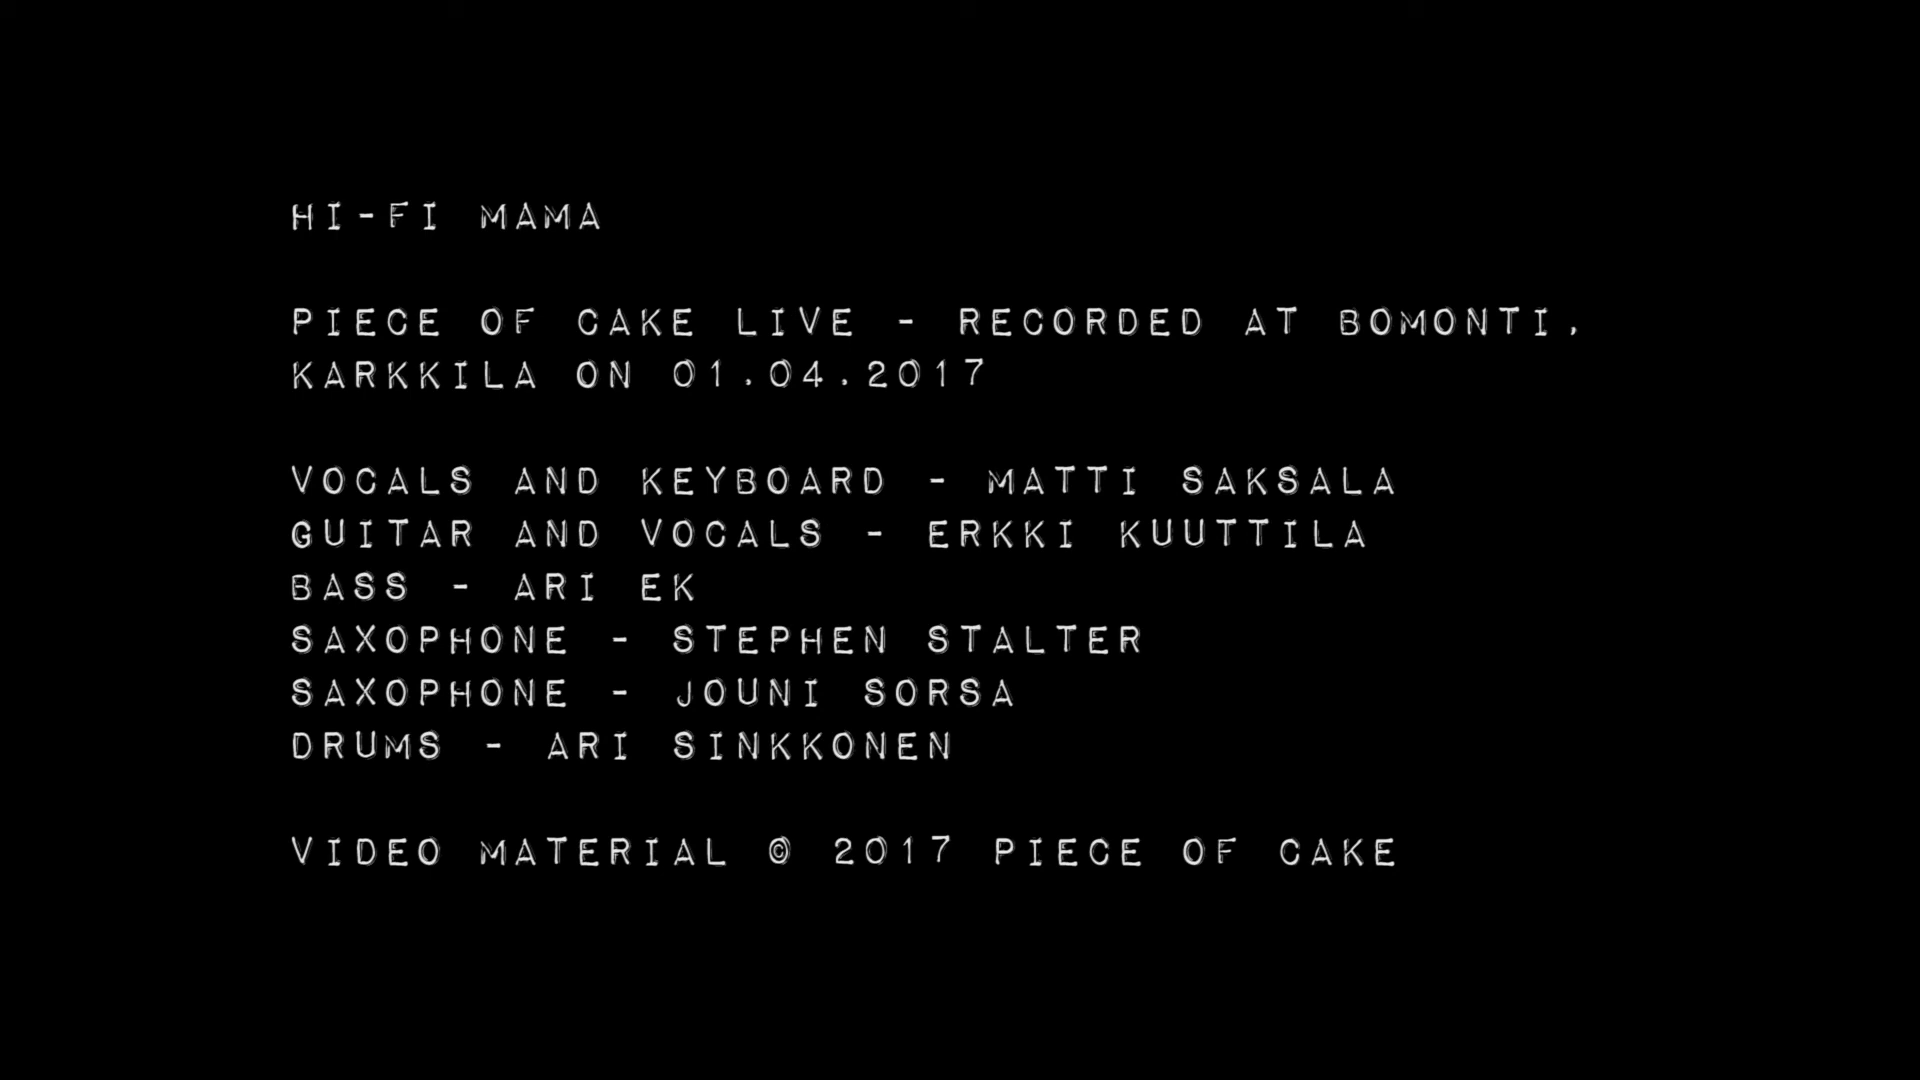 HI-FI MAMA
PIECE OF CAKE LIVE - RECORDED AT BOMONTI,
KARKKILA ON 01.04.2017
VOCALS AND KEYBOARD - MATTI SAKSALA
GUITAR AND VOCALS - ERKKI KUUTTILA
BASS - ARI EK
SAXOPHONE - STEPHEN STALTER
SAXOPHONE - JOUNI SORSA
DRUMS - ARI SINKKONEN
VIDEO MATERIAL © 2017 PIECE OF CAKE